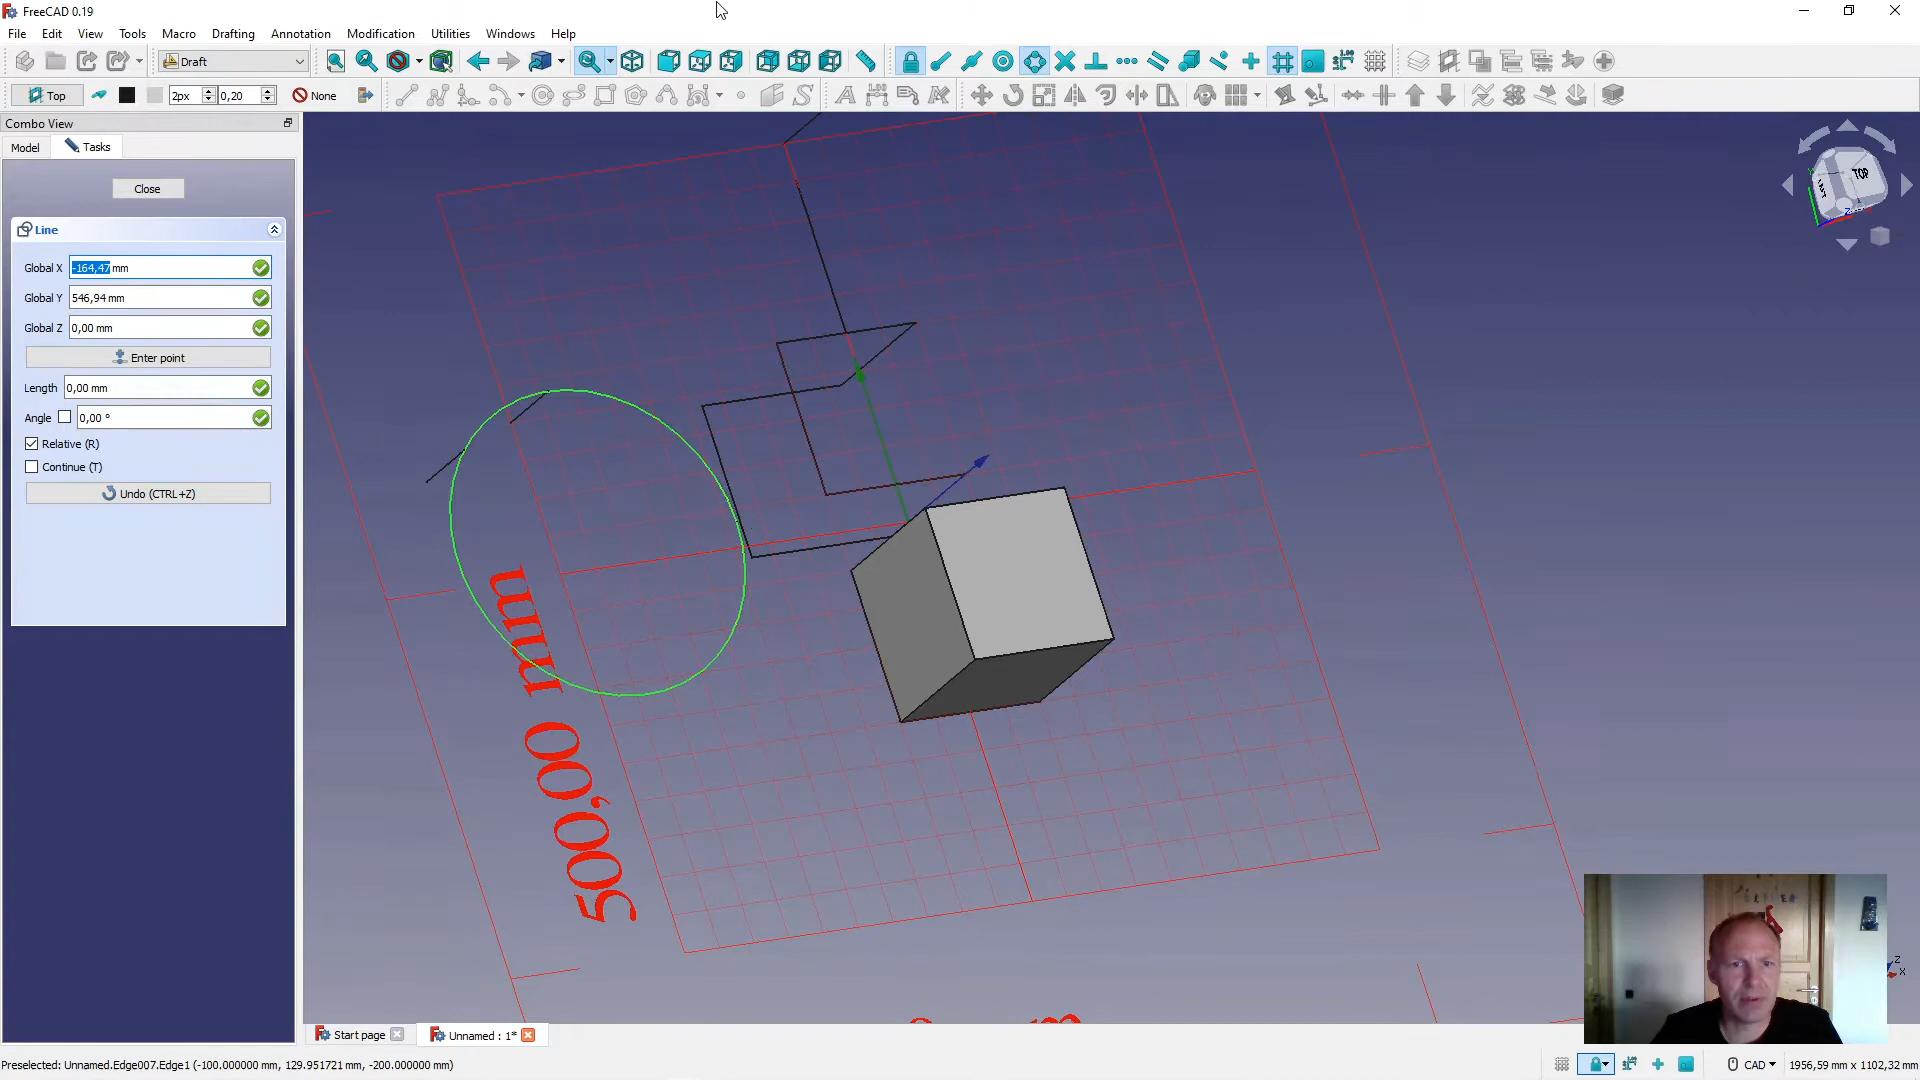 FreeCAD 0.19
File Edit View Tools Macro Drafting Annotation Modification Utilities Windows Help
Draft
1.00
Top 2px 0,20 None
Combo View
Model Tasks
Close
Line
Global X -164,47 mm
Global Y 546,94 mm
Global Z 0,00 mm
Enter point
Length 0,00 mm
Angle 0,00 °
Relative (R)
Continue (T)
Undo (CTRL+Z)
500,00 mm
TOP
Z
X
Start page Unnamed : 1*
Preselected: Unnamed.Edge007.Edge1 (-100.000000 mm, 129.951721 mm, -200.000000 mm)
CAD 1956,59 mm x 1102,32 mm